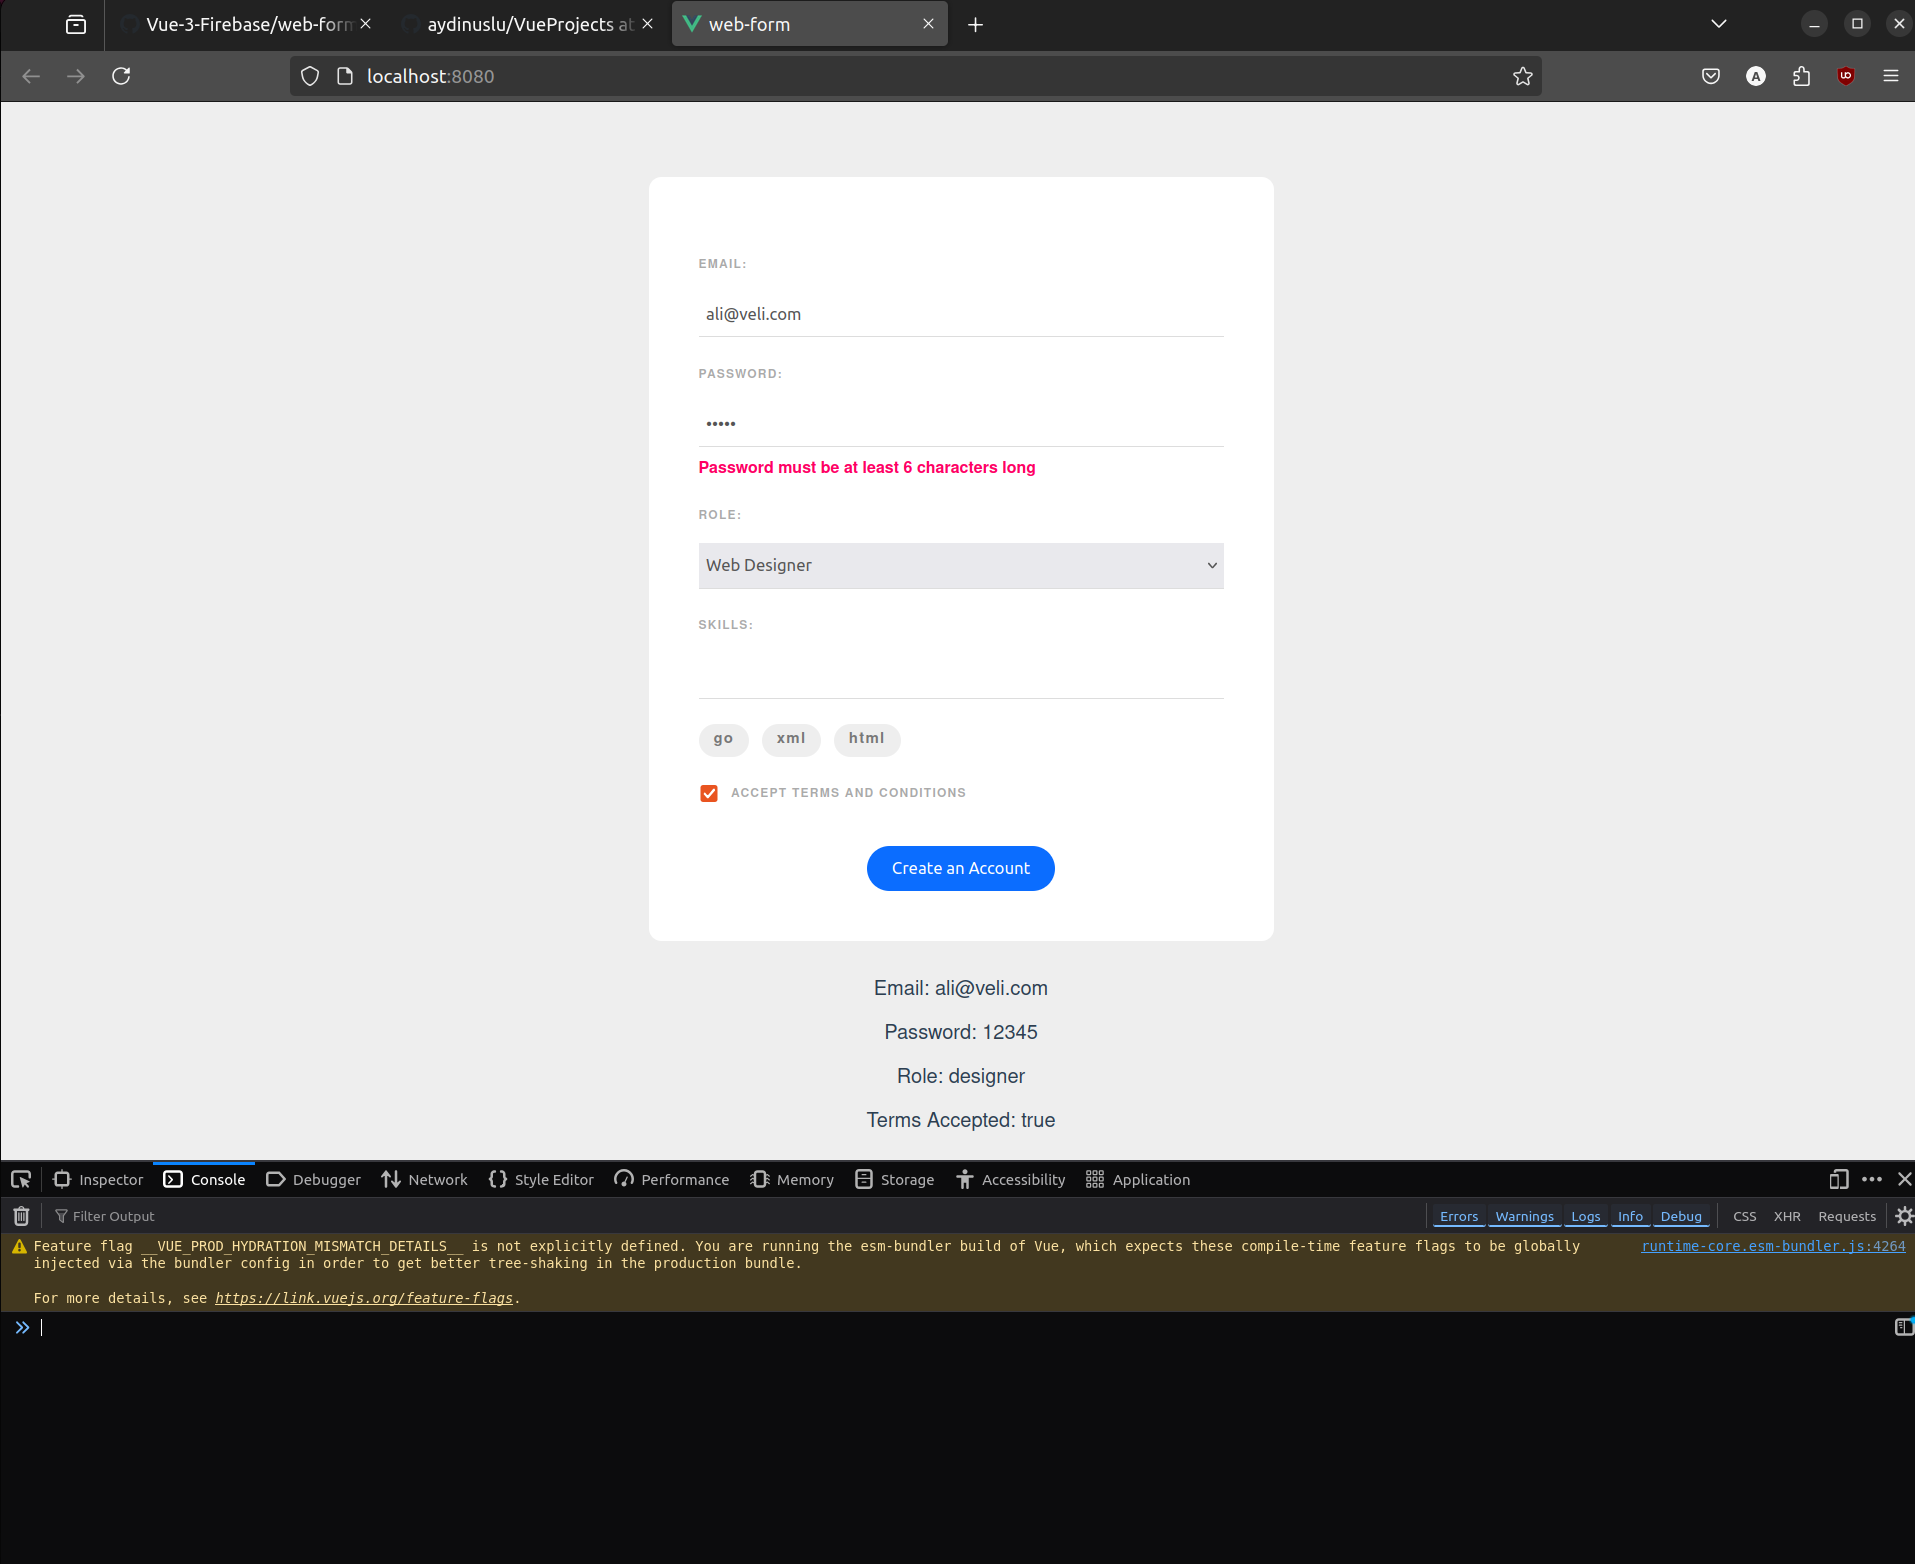 Vue-3-Firebase/web-form
aydinuslu/VueProjects at
web-form
localhost:8080
A
EMAIL:
ali@veli.com
PASSWORD:
•••••
Password must be at least 6 characters long
ROLE:
Web Designer
SKILLS:
go xml html
ACCEPT TERMS AND CONDITIONS
Create an Account
Email: ali@veli.com
Password: 12345
Role: designer
Terms Accepted: true
Inspector Console Debugger Network Style Editor Performance Memory Storage Accessibility Application
Filter Output Errors Warnings Logs Info Debug CSS XHR Requests
Feature flag __VUE_PROD_HYDRATION_MISMATCH_DETAILS__ is not explicitly defined. You are running the esm-bundler build of Vue, which expects these compile-time feature flags to be globally runtime-core.esm-bundler.js:4264
injected via the bundler config in order to get better tree-shaking in the production bundle.
For more details, see https://link.vuejs.org/feature-flags.